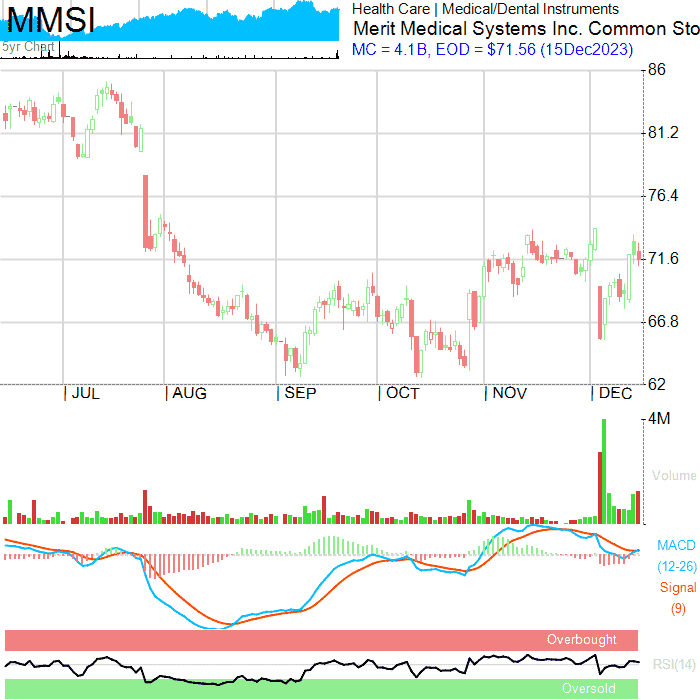 MMSI
5yr Chart
Health Care | Medical/Dental Instruments
Merit Medical Systems Inc. Common Sto
MC = 4.1B, EOD = $71.56 (15Dec2023)
86
81.2
76.4
71.6
66.8
62
| JUL | AUG | SEP | OCT | NOV | DEC
4M
Volume
MACD
(12-26)
Signal
(9)
Overbought
RSI(14)
Oversold